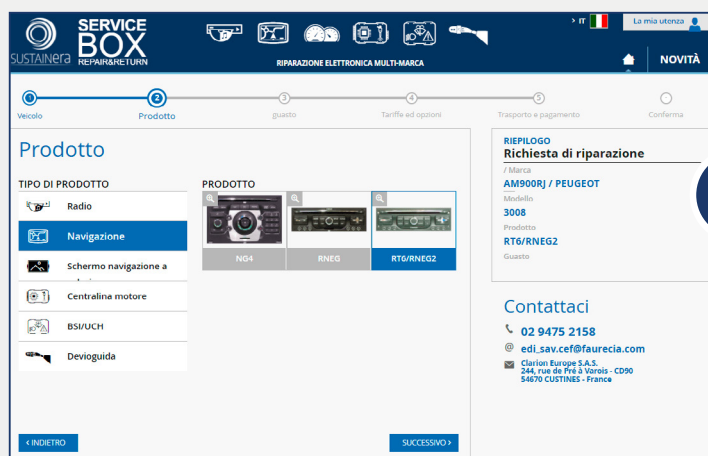 SUSTAINera
SERVICE
BOX
REPAIR&RETURN
RIPARAZIONE ELETTRONICA MULTI-MARCA
> IT
La mia utenza
NOVITÀ
1
2
3
4
5
Veicolo
Prodotto
guasto
Tariffe ed opzioni
Trasporto e pagamento
Conferma
Prodotto
TIPO DI PRODOTTO
Radio
Navigazione
Schermo navigazione a
Centralina motore
BSI/UCH
Devioguida
PRODOTTO
NG4
RNEG
RT6/RNEG2
< INDIETRO
SUCCESSIVO >
RIEPILOGO
Richiesta di riparazione
/ Marca
AM900RJ / PEUGEOT
Modello
3008
Prodotto
RT6/RNEG2
Guasto
Contattaci
02 9475 2158
@ edi_sav.cef@faurecia.com
Clarion Europe S.A.S.
244, rue de Pré à Varois - CD90
54670 CUSTINES - France